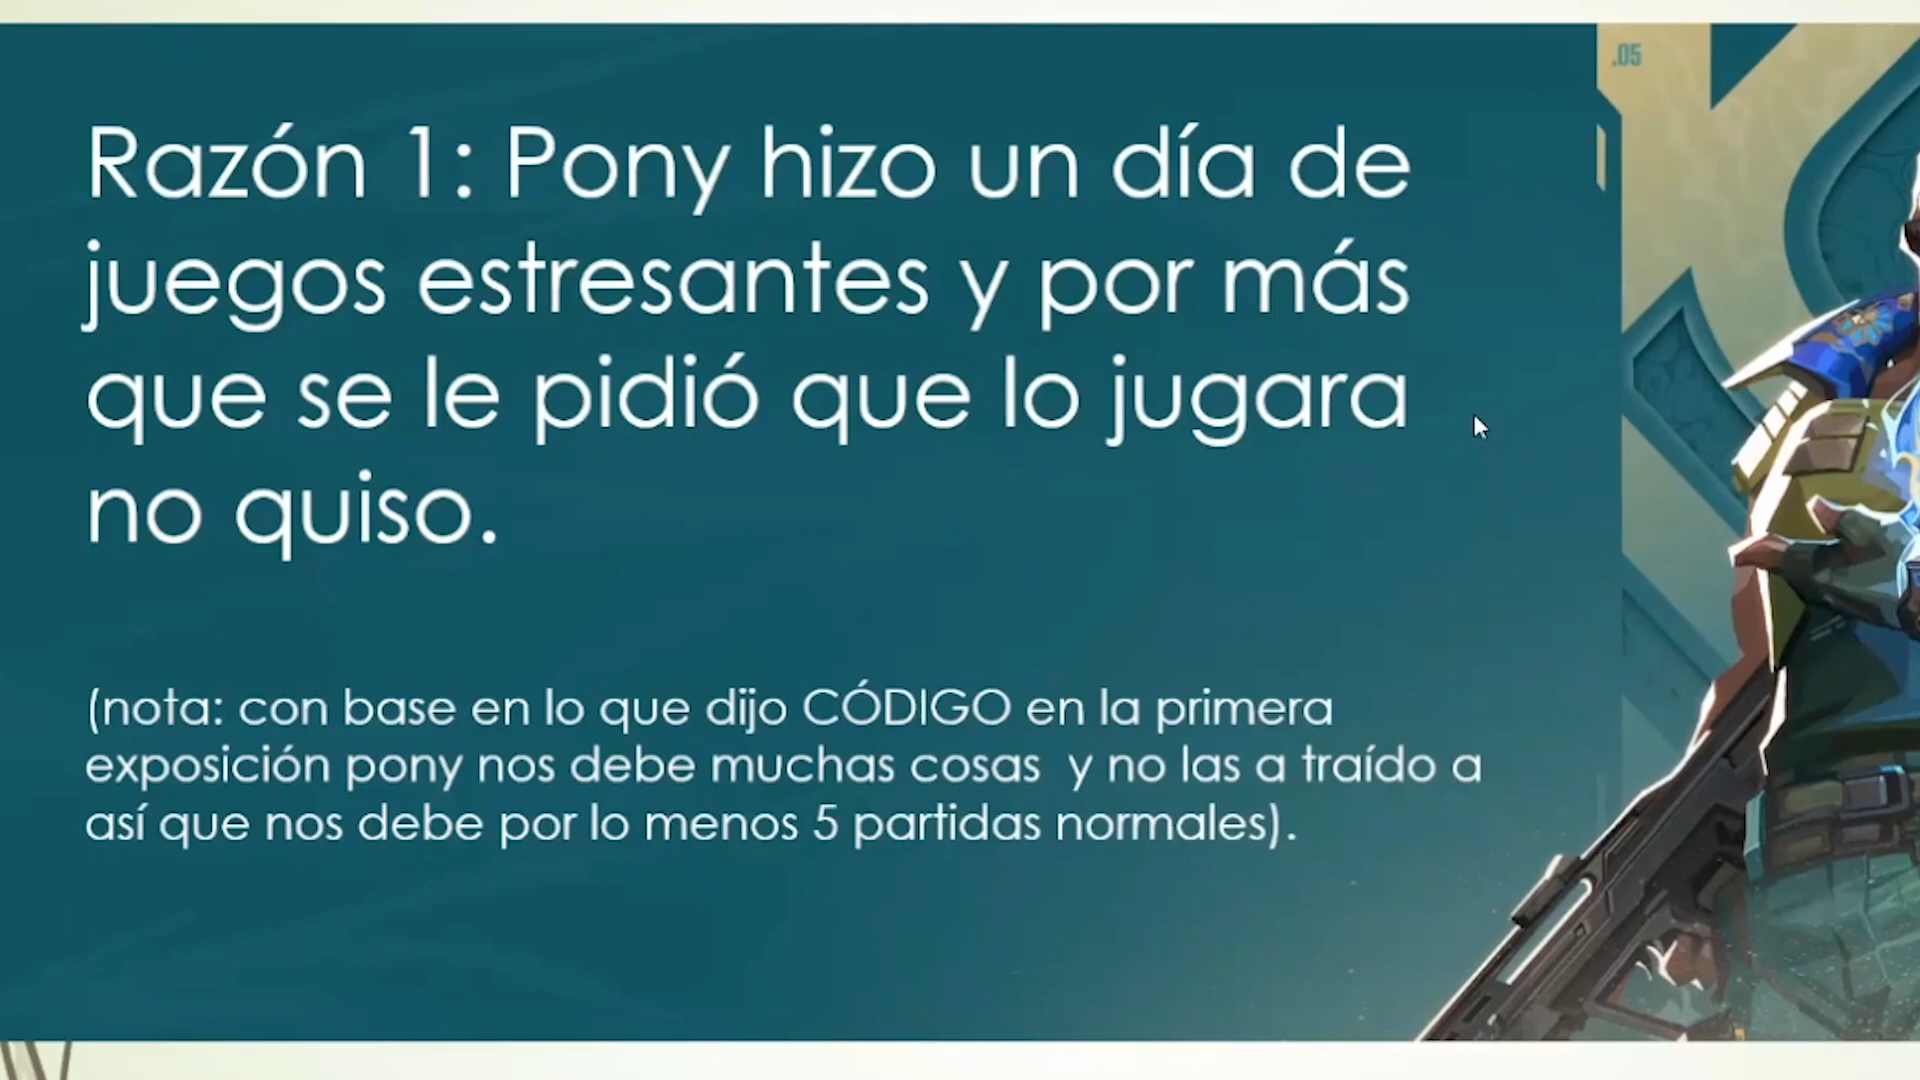 .05
Razón 1: Pony hizo un día de
juegos estresantes y por más
que se le pidió que lo jugara
no quiso.
(nota: con base en lo que dijo CÓDIGO en la primera
exposición pony nos debe muchas cosas  y no las a traído a
así que nos debe por lo menos 5 partidas normales).